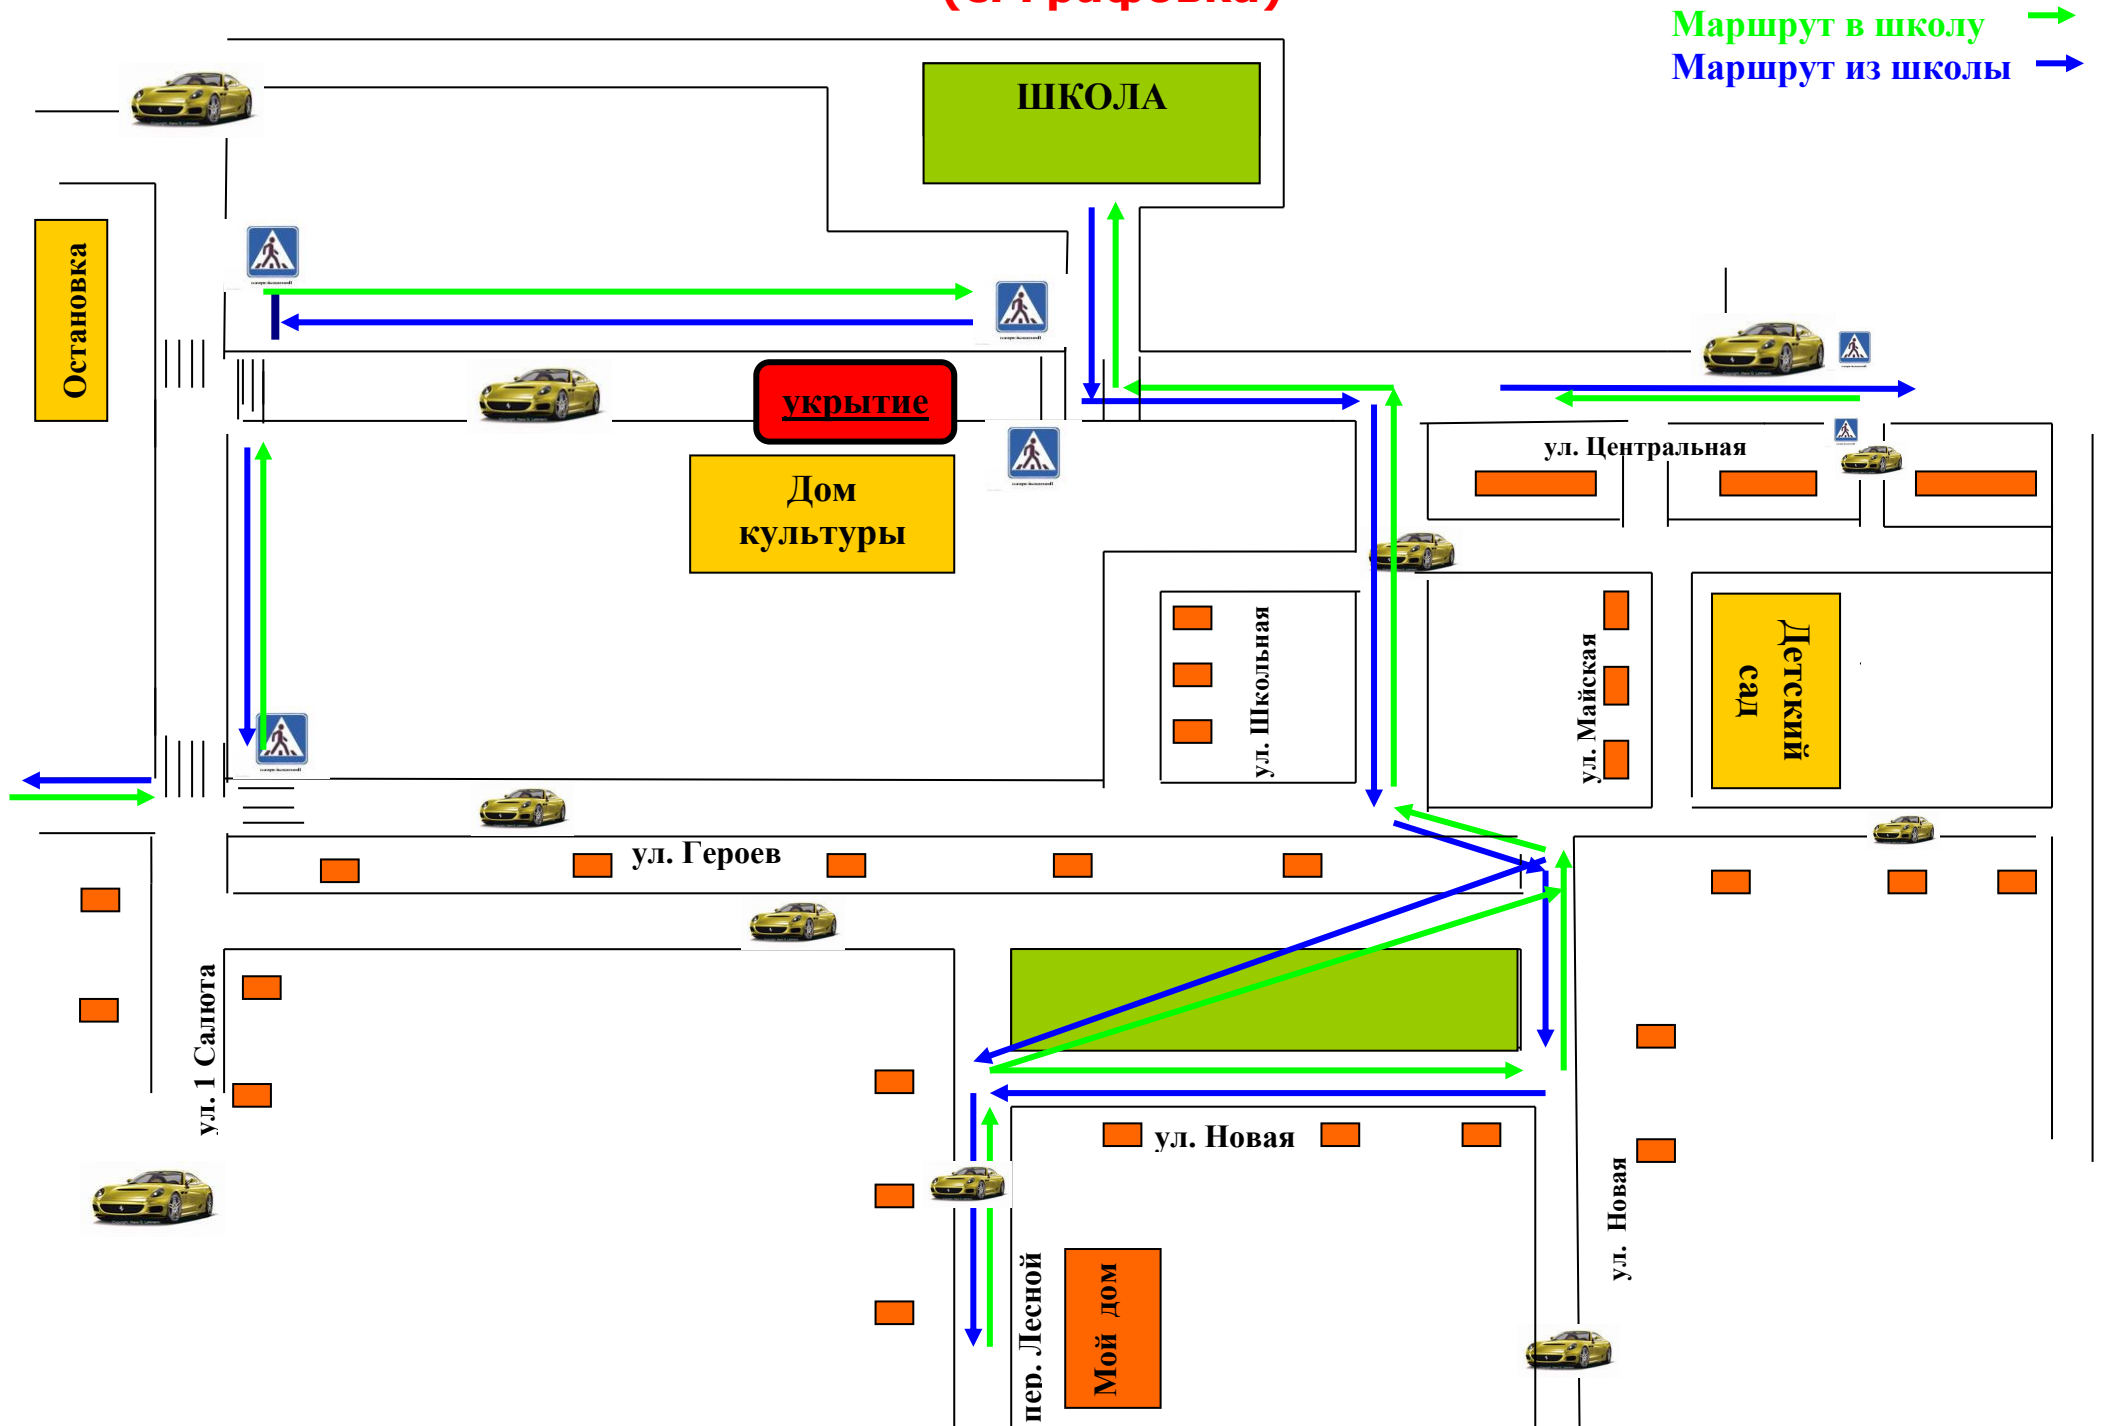 Маршрут в школу
Маршрут из школы
ШКОЛА
Остановка
укрытие
Дом
культуры
ул. Центральная
ул. Школьная
ул. Майская
Детский
сад
ул. Героев
ул. 1 Салюта
ул. Новая
ул. Новая
пер. Лесной
Мой дом